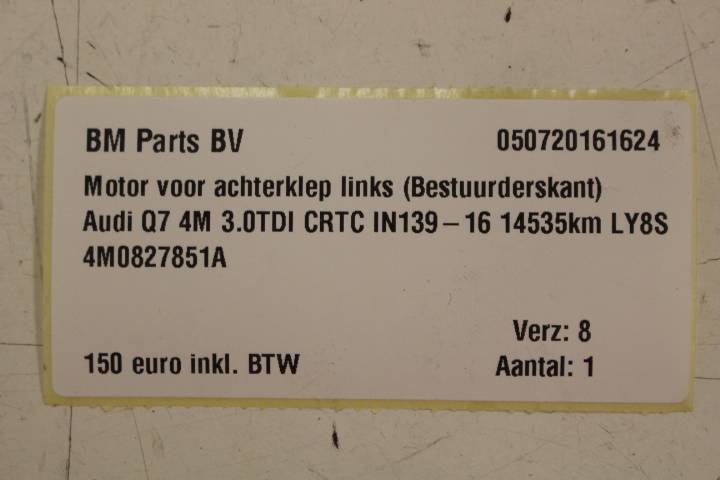 BM Parts BV 050720161624
Motor voor achterklep links (Bestuurderskant)
Audi Q7 4M 3.0TDI CRTC IN139-16 14535km LY8S
4M0827851A
Verz: 8
150 euro inkl. BTW Aantal: 1